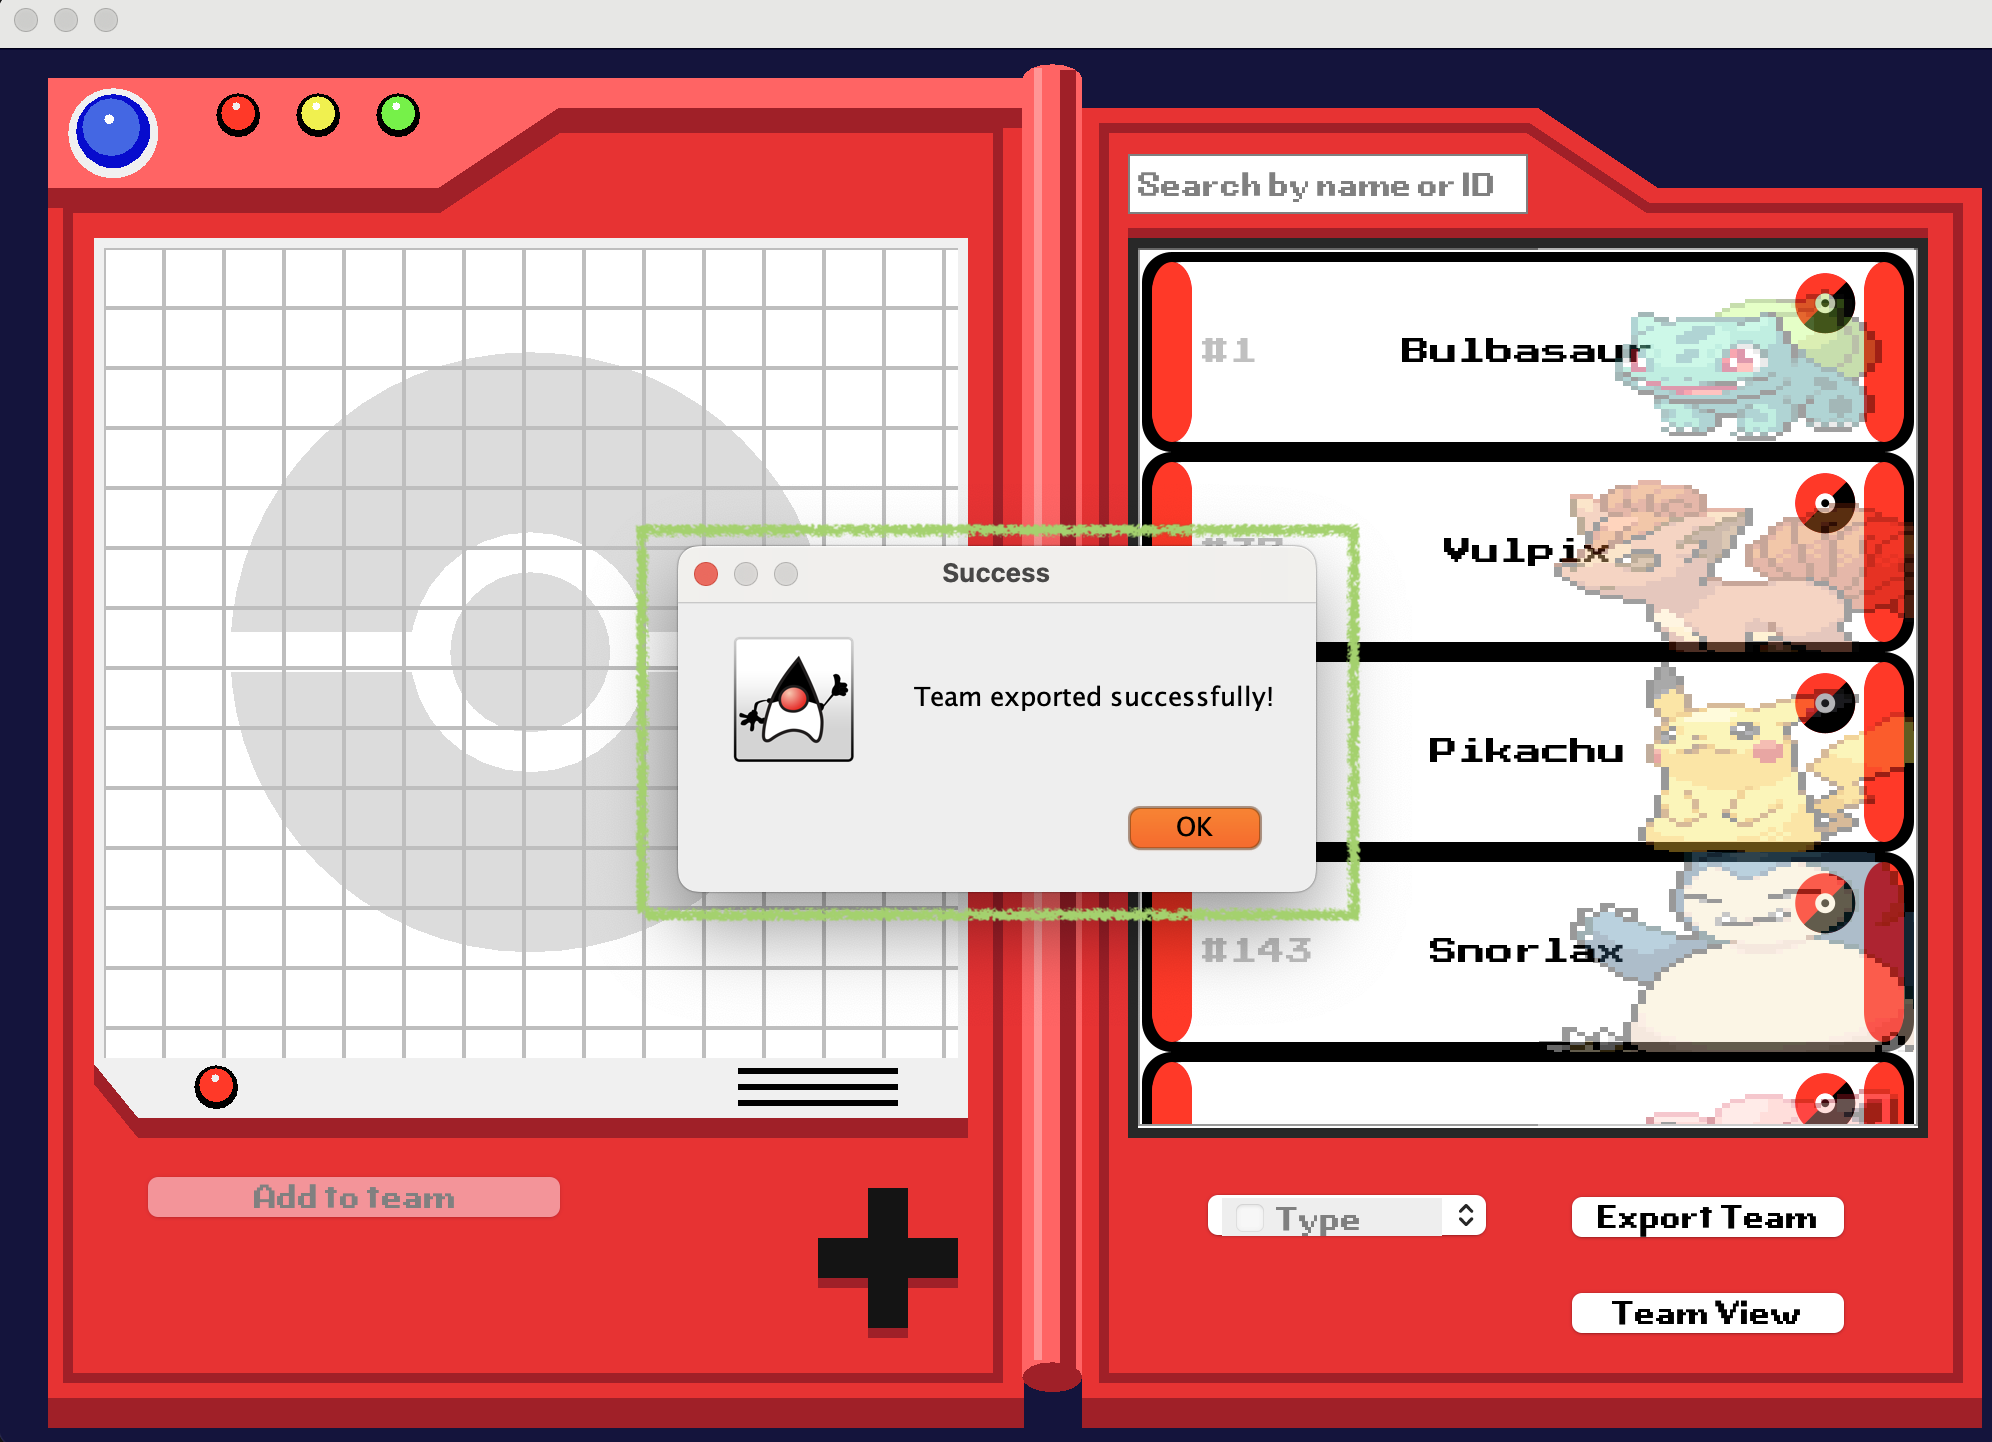 Search by name or ID
#1
Bulbasaur
Vulpix
Success
Team exported successfully!
OK
Pikachu
#143
Snorlax
Add to team
Type
Export Team
Team View